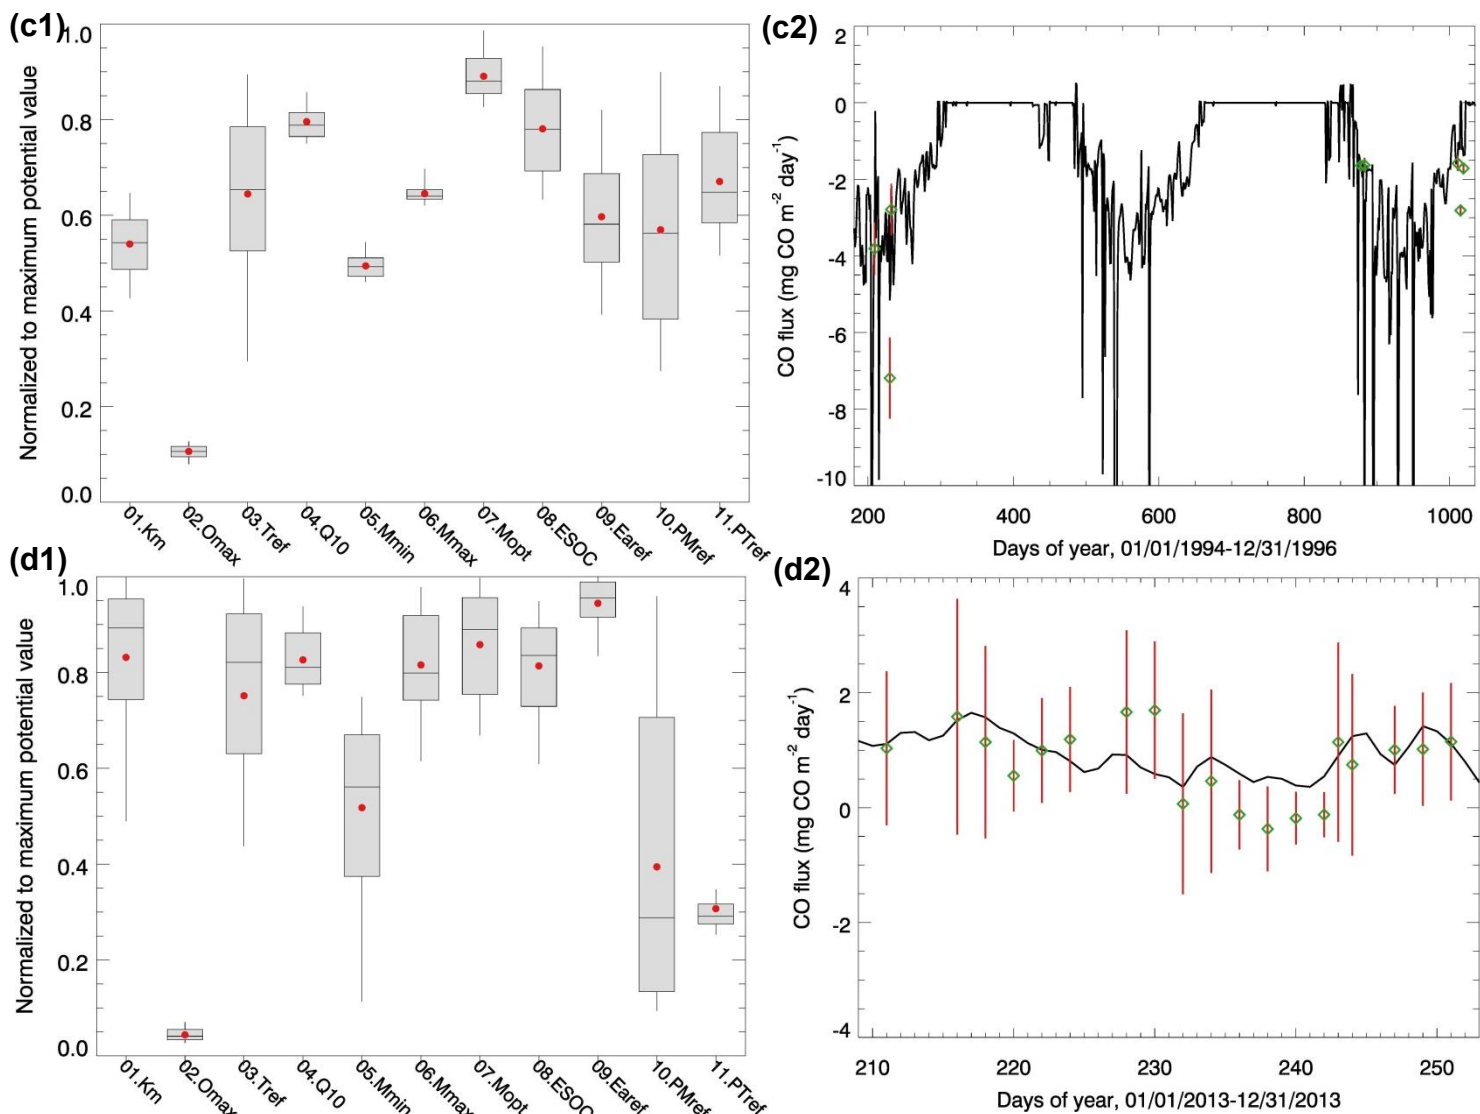 (c1)
Normalized to maximum potential value
1.0
0.8
0.6
0.4
0.2
0.0
01.Km
02.Omax
03.Tref
04.Q10
05.Mmin
06.Mmax
07.Mopt
08.ESOC
09.Earef
10.PMref
11.PTref
(c2)
CO flux (mg CO m-2 day-1)
2
0
-2
-4
-6
-8
-10
200 400 600 800 1000
Days of year, 01/01/1994-12/31/1996
(d1)
Normalized to maximum potential value
1.0
0.8
0.6
0.4
0.2
0.0
01.Km
02.Omax
03.Tref
04.Q10
05.Mmin
06.Mmax
07.Mopt
08.ESOC
09.Earef
10.PMref
11.PTref
(d2)
CO flux (mg CO m-2 day-1)
4
2
0
-2
-4
210 220 230 240 250
Days of year, 01/01/2013-12/31/2013